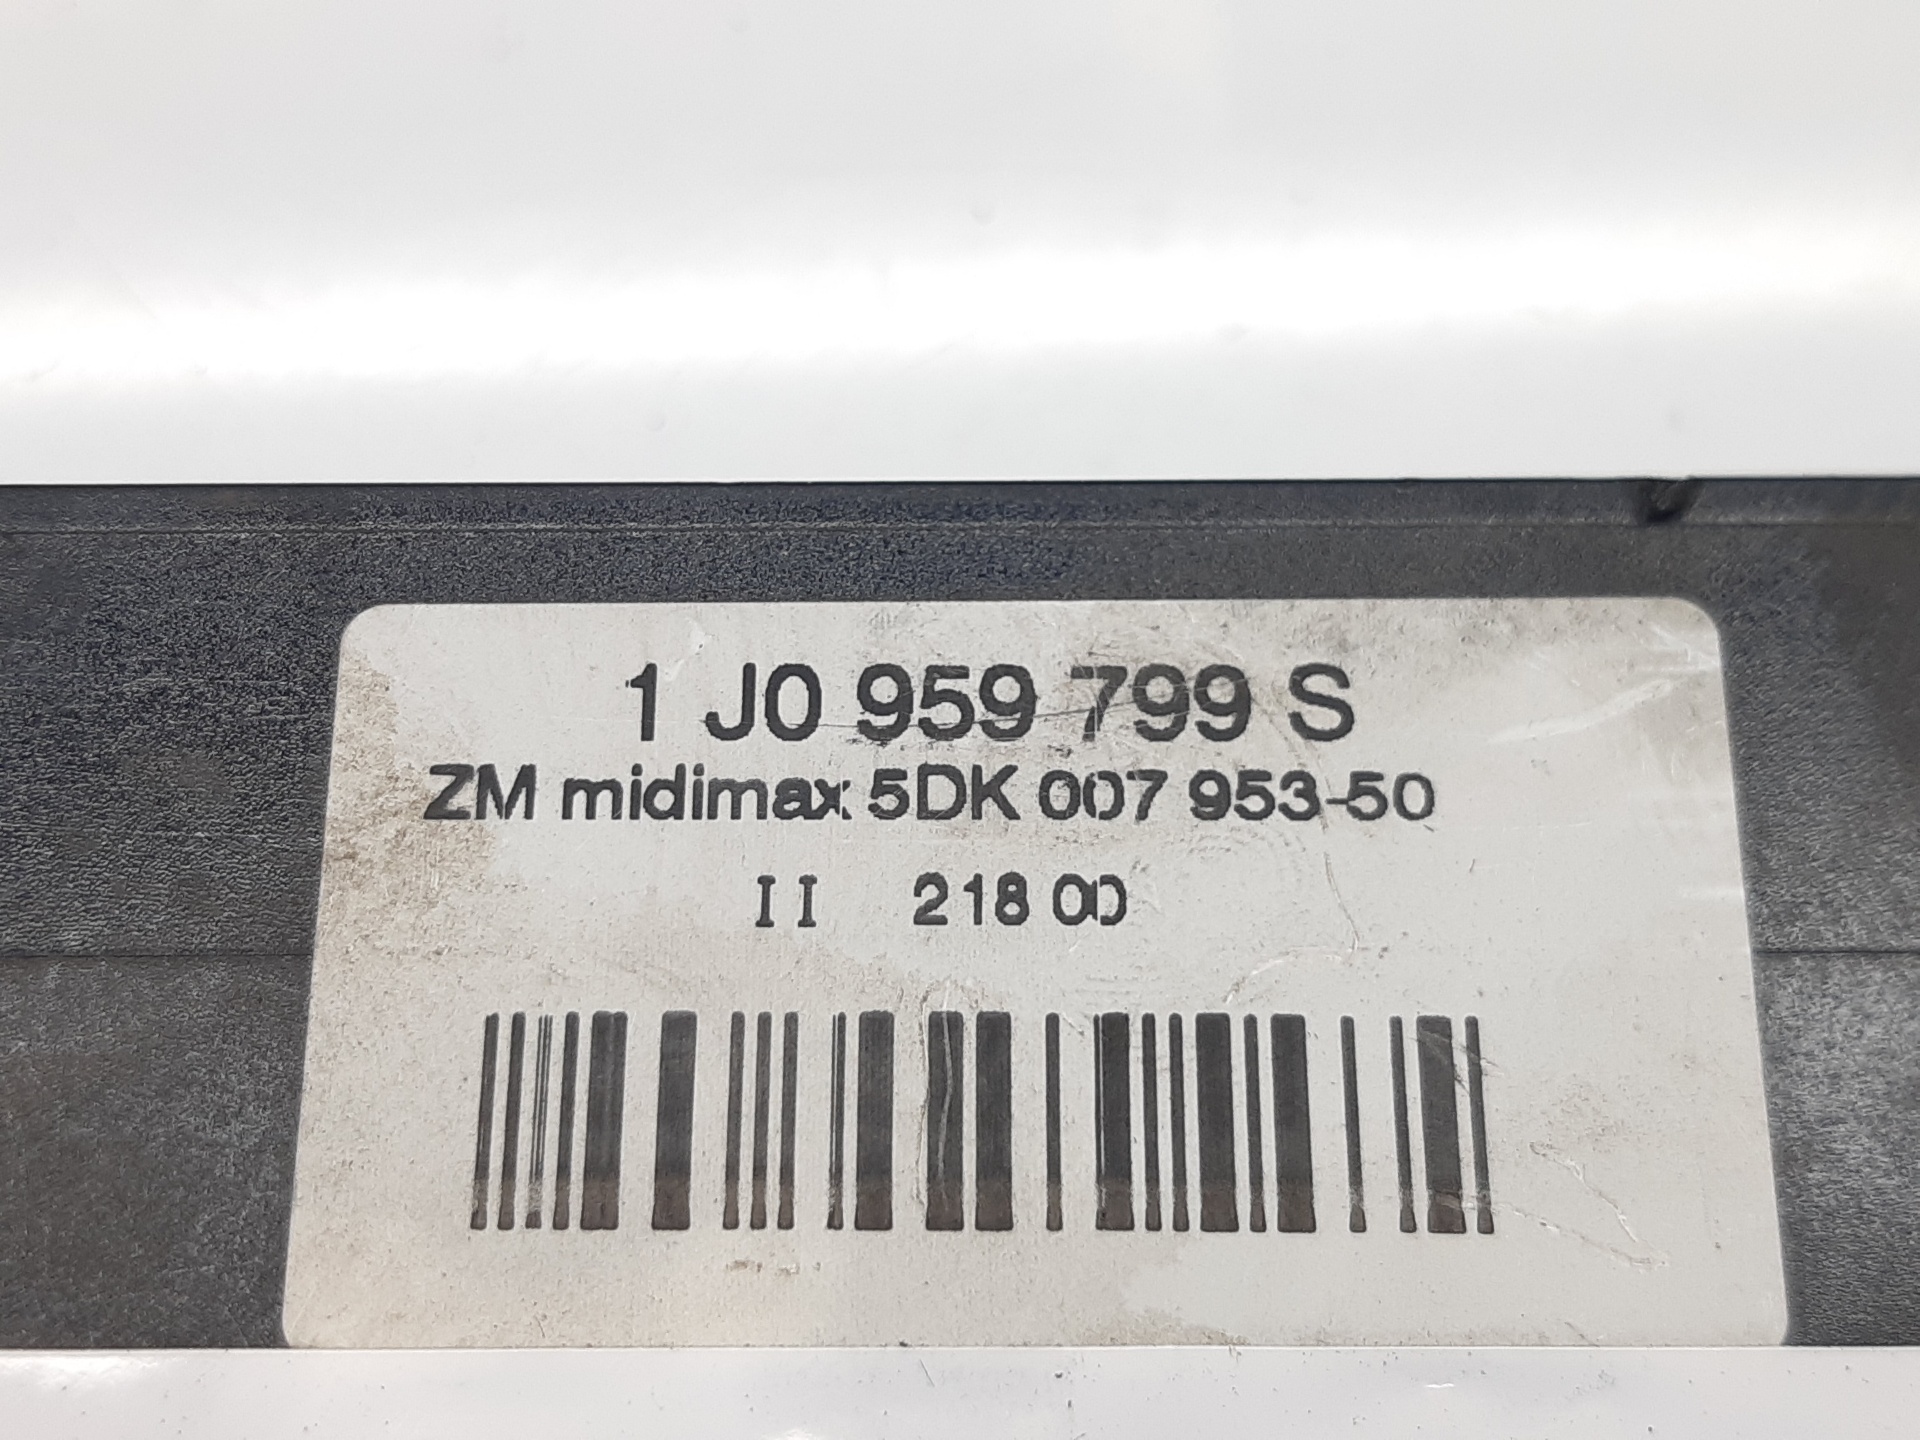 1 J0 959 799 S
ZM midimax 5DK 007 953-50
II 218 00